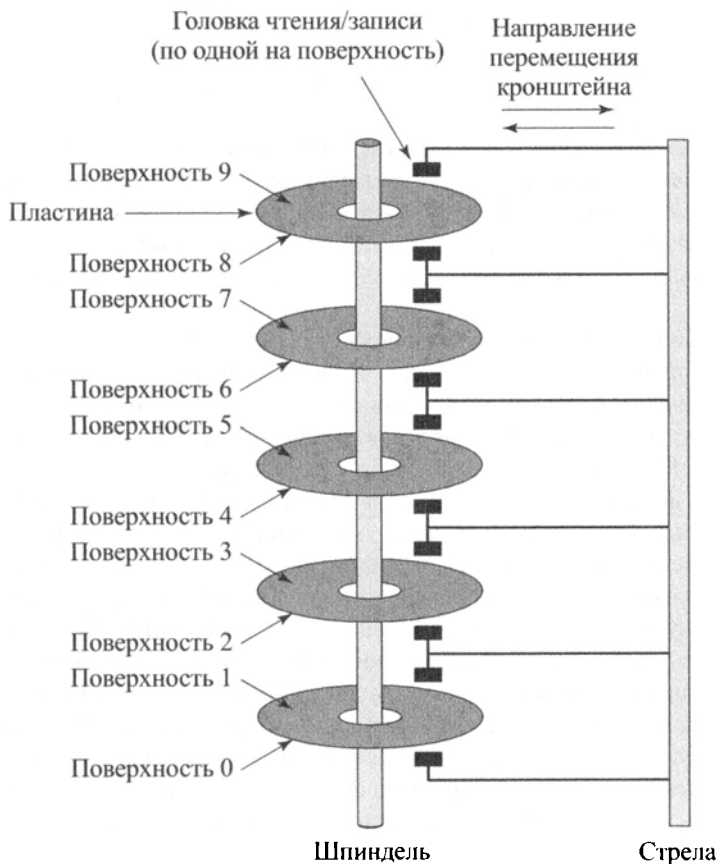 Головка чтения/записи
(по одной на поверхность)
Направление
перемещения
кронштейна
Поверхность 9
Пластина
Поверхность 8
Поверхность 7
Поверхность 6
Поверхность 5
Поверхность 4
Поверхность 3
Поверхность 2
Поверхность 1
Поверхность 0
Шпиндель
Стрела